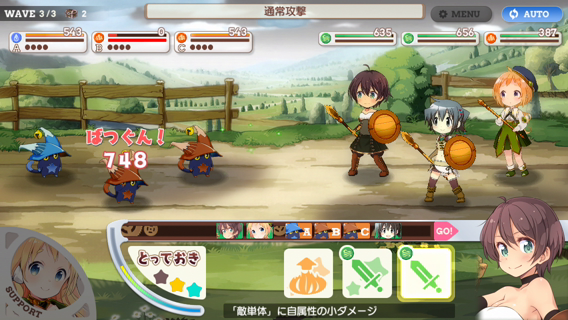 WAVE 3/3 2
通常攻撃
MENU
AUTO
543 0 543
A B C
635 656 387
ばつぐん!
748
A B C
GO!
とっておき
SUPPORT
「敵単体」に自属性の小ダメージ